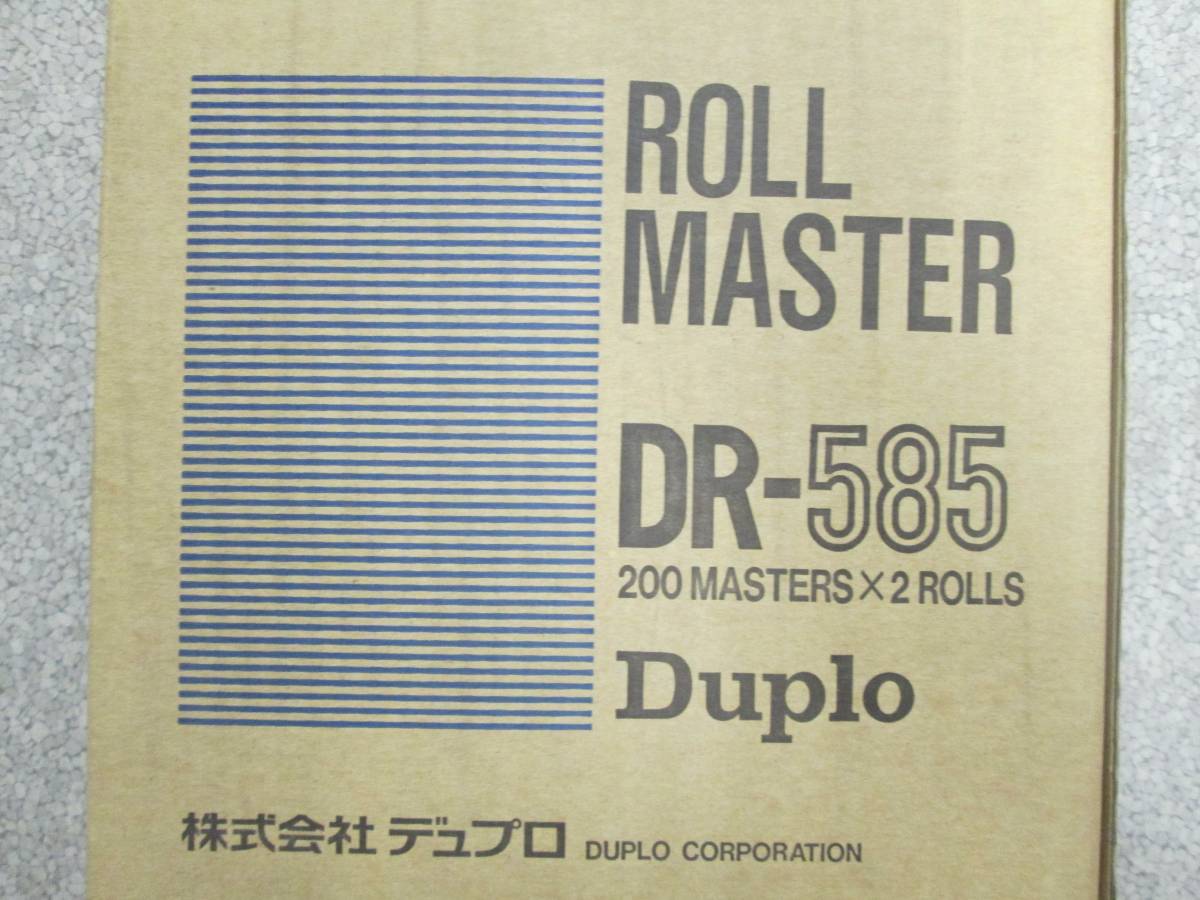 ROLL
MASTER
DR-585
200 MASTERS×2 ROLLS
Duplo
株式会社 デュプロ DUPLO CORPORATION